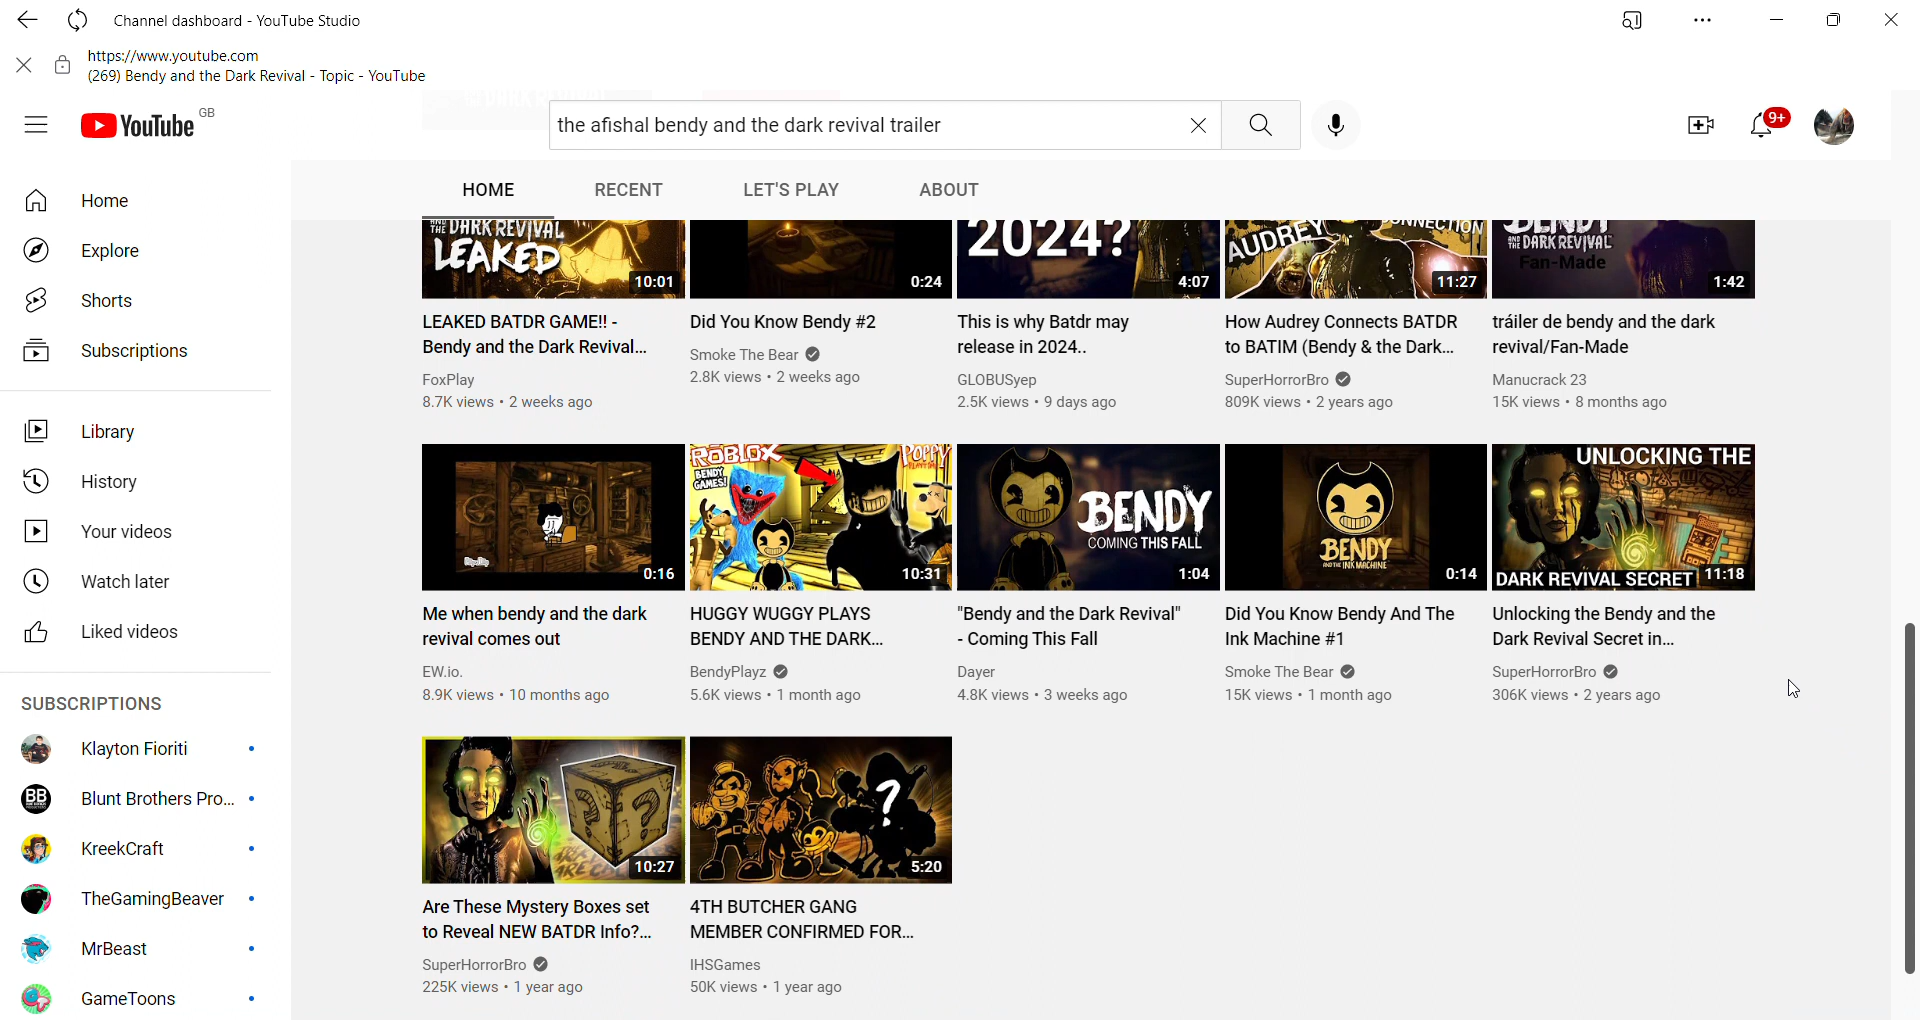 Channel dashboard - YouTube Studio
https://www.youtube.com
(269) Bendy and the Dark Revival - Topic - YouTube
YouTube GB
the afishal bendy and the dark revival trailer
9+
HOME RECENT LET'S PLAY ABOUT
Home
Explore
Shorts
Subscriptions
Library
History
Your videos
Watch later
Liked videos
SUBSCRIPTIONS
Klayton Fioriti
Blunt Brothers Pro...
KreekCraft
TheGamingBeaver
MrBeast
GameToons
THE DARK REVIVAL
LEAKED
10:01
LEAKED BATDR GAME!! -
Bendy and the Dark Revival...
FoxPlay
8.7K views • 2 weeks ago
0:24
Did You Know Bendy #2
Smoke The Bear
2.8K views • 2 weeks ago
2024?
4:07
This is why Batdr may
release in 2024..
GLOBUSyep
2.5K views • 9 days ago
AUDREY CONNECTION
11:27
How Audrey Connects BATDR
to BATIM (Bendy & the Dark...
SuperHorrorBro
809K views • 2 years ago
BENDY
AND THE DARK REVIVAL
Fan-Made
1:42
tráiler de bendy and the dark
revival/Fan-Made
Manucrack 23
15K views • 8 months ago
0:16
Me when bendy and the dark
revival comes out
EW.io.
8.9K views • 10 months ago
ROBLOX
BENDY
GAMES!
POPPY
PLAYTIME
10:31
HUGGY WUGGY PLAYS
BENDY AND THE DARK...
BendyPlayz
5.6K views • 1 month ago
BENDY
COMING THIS FALL
1:04
"Bendy and the Dark Revival"
- Coming This Fall
Dayer
4.8K views • 3 weeks ago
BENDY
AND THE INK MACHINE
0:14
Did You Know Bendy And The
Ink Machine #1
Smoke The Bear
15K views • 1 month ago
UNLOCKING THE
DARK REVIVAL SECRET
11:18
Unlocking the Bendy and the
Dark Revival Secret in...
SuperHorrorBro
306K views • 2 years ago
? ?
10:27
Are These Mystery Boxes set
to Reveal NEW BATDR Info?...
SuperHorrorBro
225K views • 1 year ago
?
5:20
4TH BUTCHER GANG
MEMBER CONFIRMED FOR...
IHSGames
50K views • 1 year ago